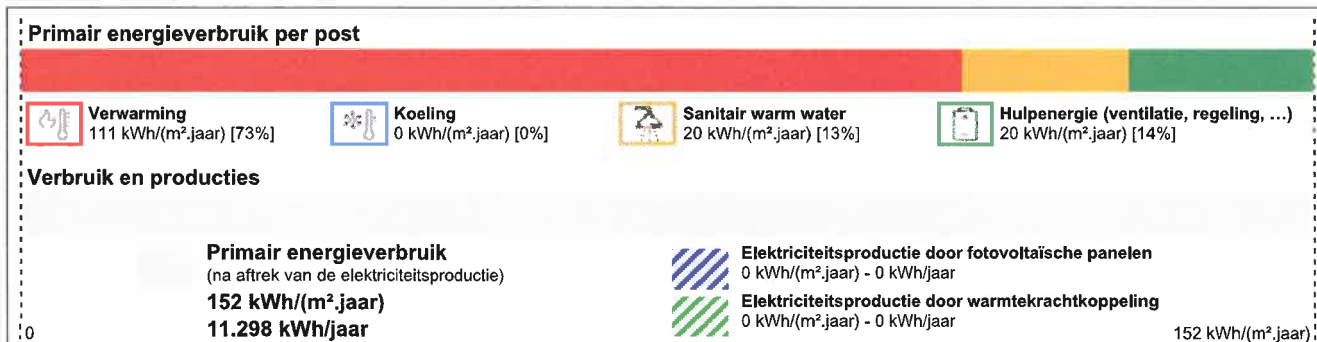 Primair energieverbruik per post
Verwarming
111 kWh/(m².jaar) [73%]
Koeling
0 kWh/(m².jaar) [0%]
Sanitair warm water
20 kWh/(m².jaar) [13%]
Hulpenergie (ventilatie, regeling, …)
20 kWh/(m².jaar) [14%]
Verbruik en producties
Primair energieverbruik
(na aftrek van de elektriciteitsproductie)
152 kWh/(m².jaar)
11.298 kWh/jaar
Elektriciteitsproductie door fotovoltaïsche panelen
0 kWh/(m².jaar) - 0 kWh/jaar
Elektriciteitsproductie door warmtekrachtkoppeling
0 kWh/(m².jaar) - 0 kWh/jaar
0
152 kWh/(m².jaar)